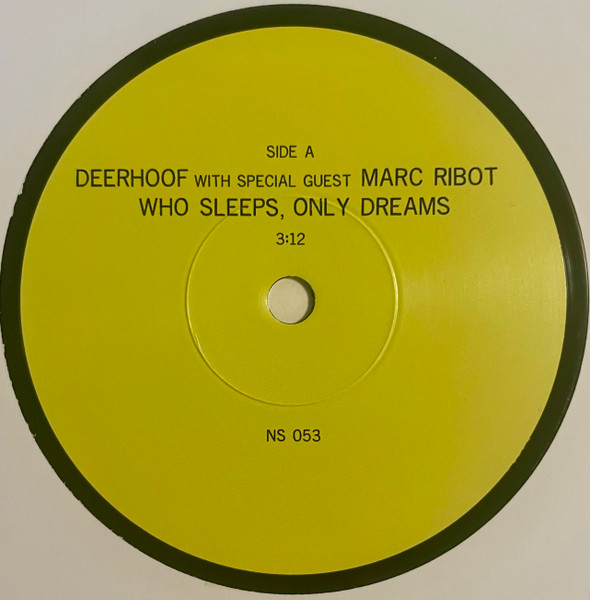 SIDE A
DEERHOOF WITH SPECIAL GUEST MARC RIBOT
WHO SLEEPS, ONLY DREAMS
3:12
NS 053